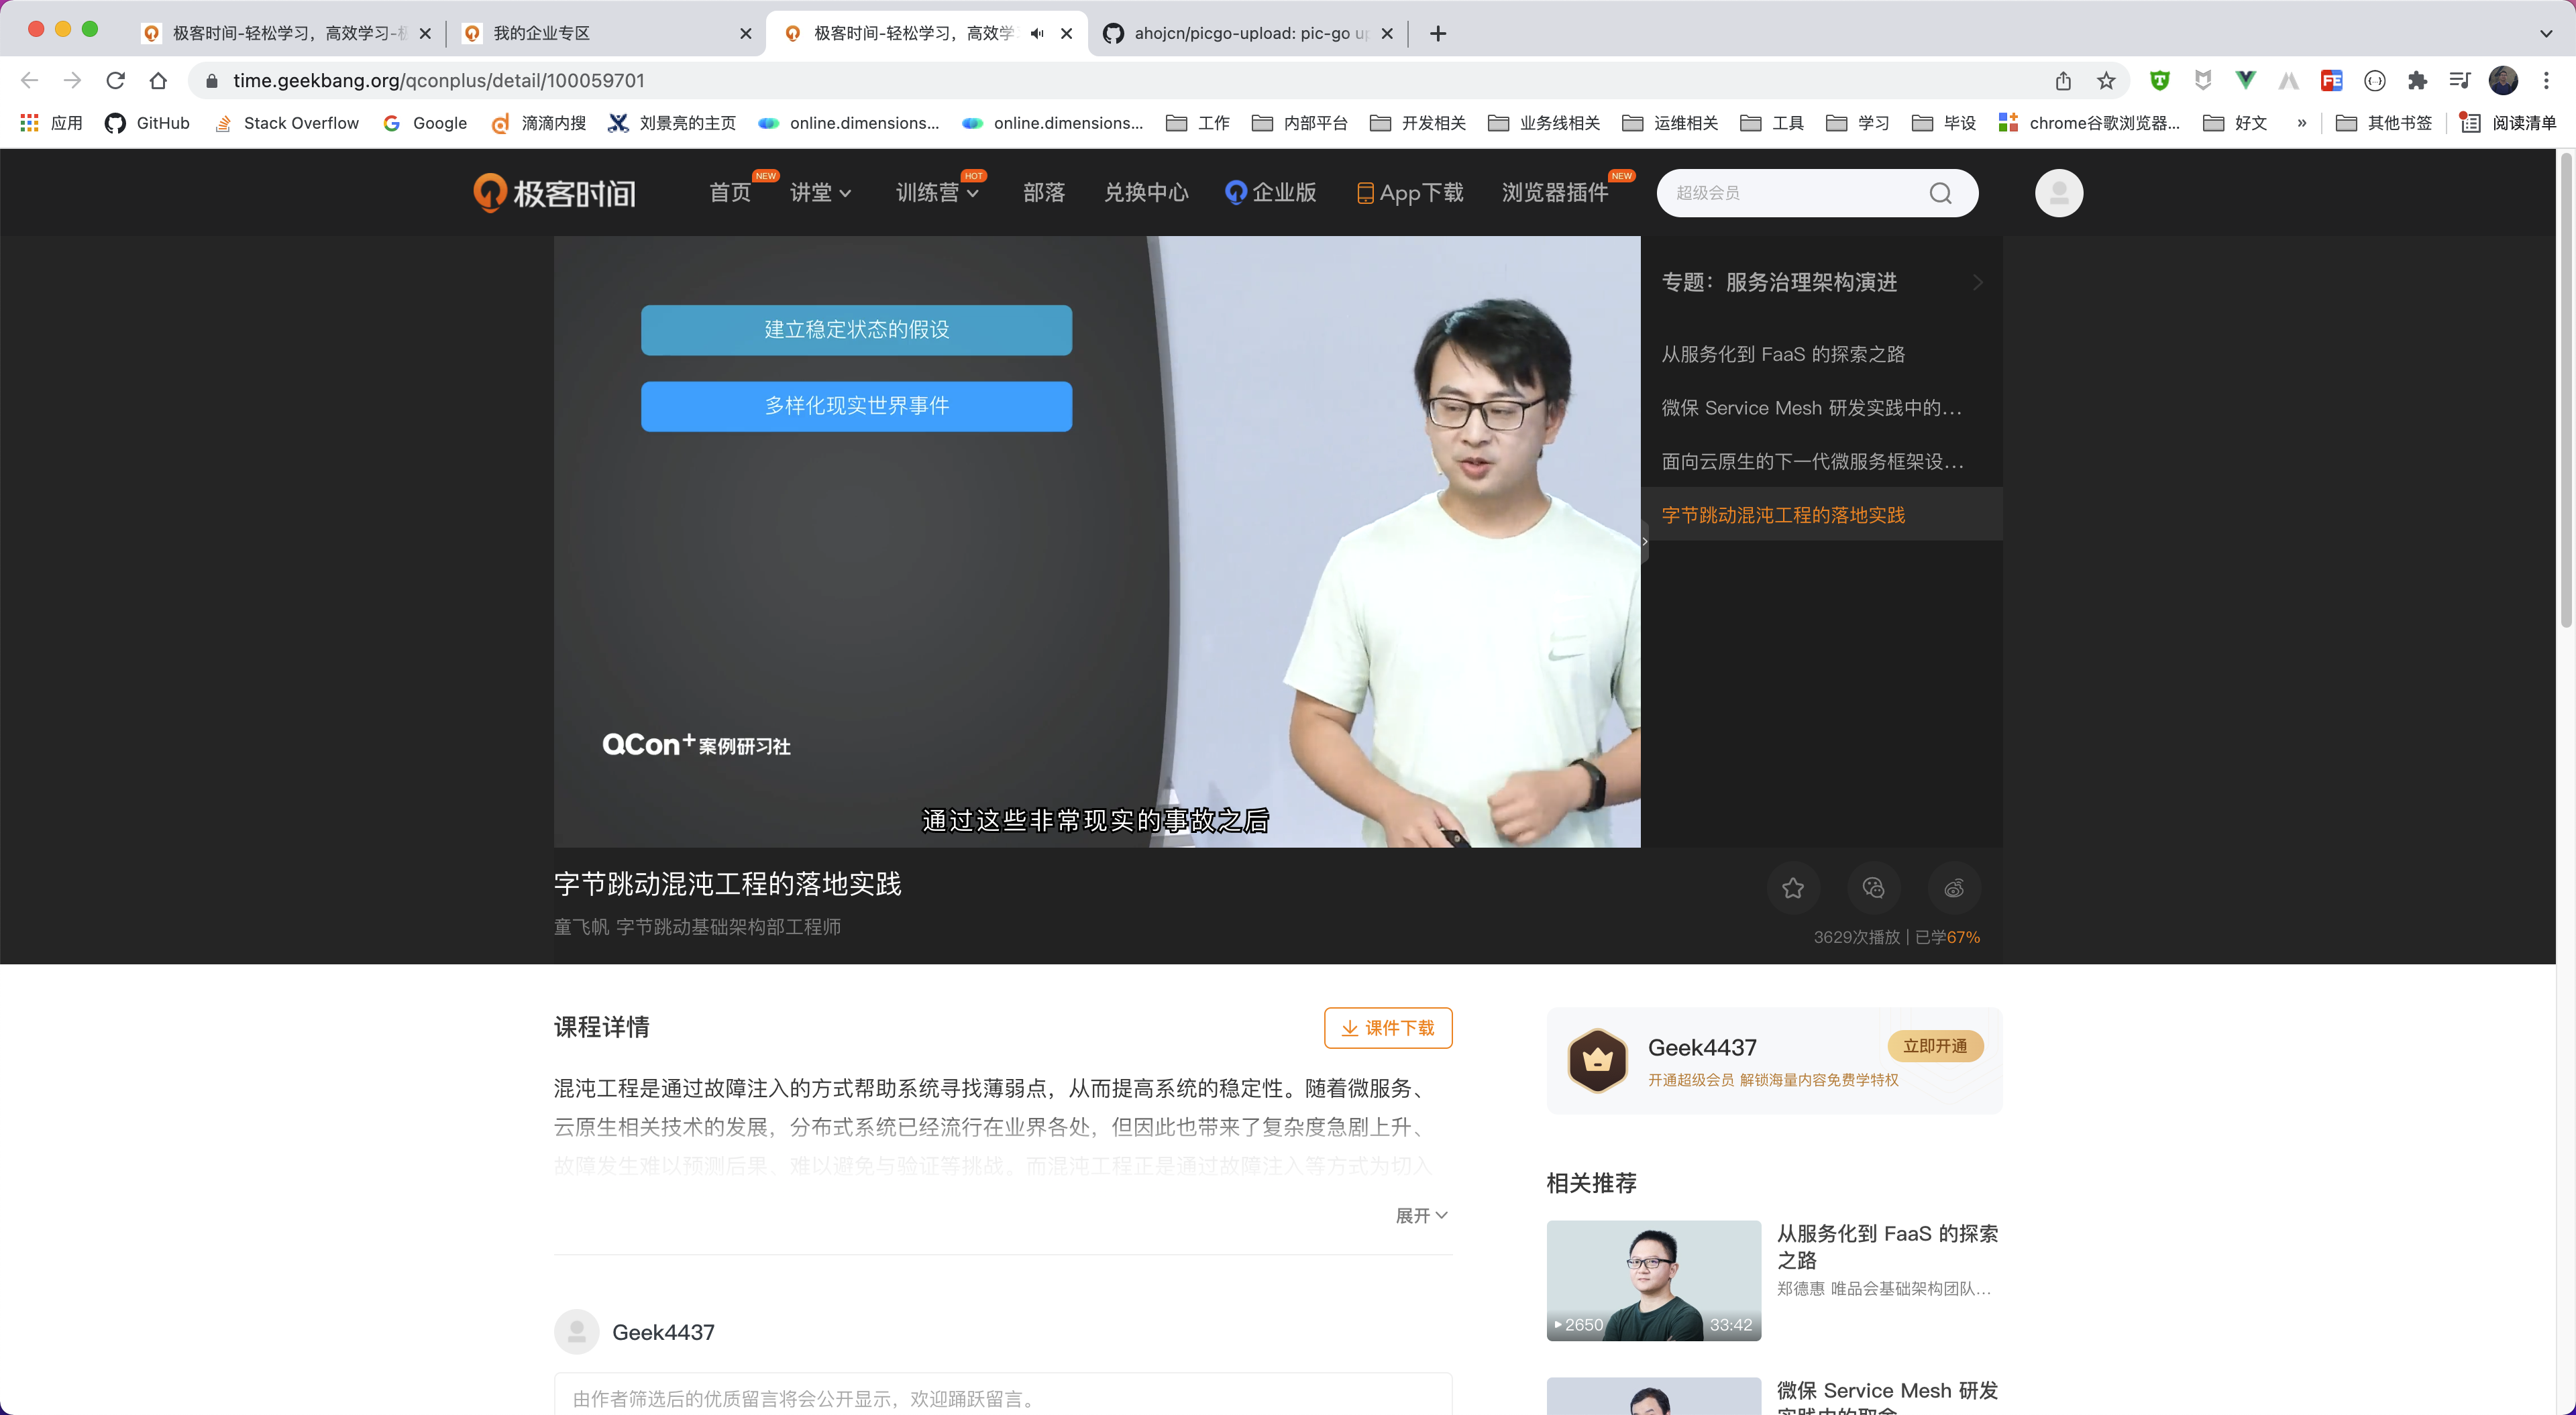 极客时间-轻松学习，高效学习-极
我的企业专区
极客时间-轻松学习，高效学
ahojcn/picgo-upload: pic-go up
time.geekbang.org/qconplus/detail/100059701
应用
GitHub
Stack Overflow
Google
滴滴内搜
刘景亮的主页
online.dimensions...
online.dimensions...
工作
内部平台
开发相关
业务线相关
运维相关
工具
学习
毕设
chrome谷歌浏览器...
好文
»
其他书签
阅读清单
极客时间
首页 NEW
讲堂
训练营 HOT
部落
兑换中心
企业版
App下载
浏览器插件 NEW
超级会员
建立稳定状态的假设
多样化现实世界事件
QCon+案例研习社
通过这些非常现实的事故之后
专题：服务治理架构演进
从服务化到 FaaS 的探索之路
微保 Service Mesh 研发实践中的...
面向云原生的下一代微服务框架设...
字节跳动混沌工程的落地实践
字节跳动混沌工程的落地实践
童飞帆 字节跳动基础架构部工程师
3629次播放 | 已学67%
课程详情
课件下载
混沌工程是通过故障注入的方式帮助系统寻找薄弱点，从而提高系统的稳定性。随着微服务、
云原生相关技术的发展，分布式系统已经流行在业界各处，但因此也带来了复杂度急剧上升、
故障发生难以预测后果、难以避免与验证等挑战。而混沌工程正是通过故障注入等方式为切入
展开
Geek4437
由作者筛选后的优质留言将会公开显示，欢迎踊跃留言。
Geek4437
立即开通
开通超级会员 解锁海量内容免费学特权
相关推荐
2650
33:42
从服务化到 FaaS 的探索
之路
郑德惠 唯品会基础架构团队...
微保 Service Mesh 研发
实践中的取舍